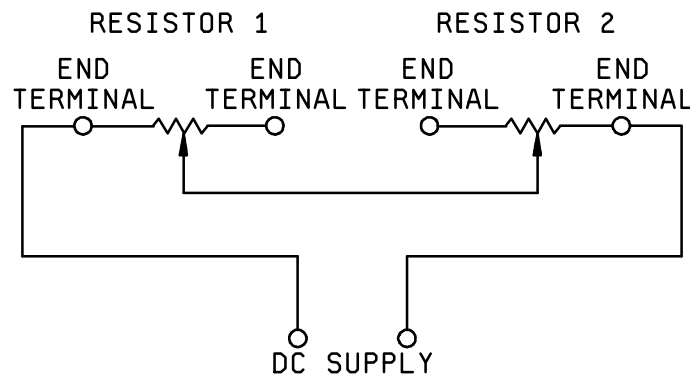 RESISTOR 1 RESISTOR 2
END END END END
TERMINAL TERMINAL TERMINAL TERMINAL
DC SUPPLY